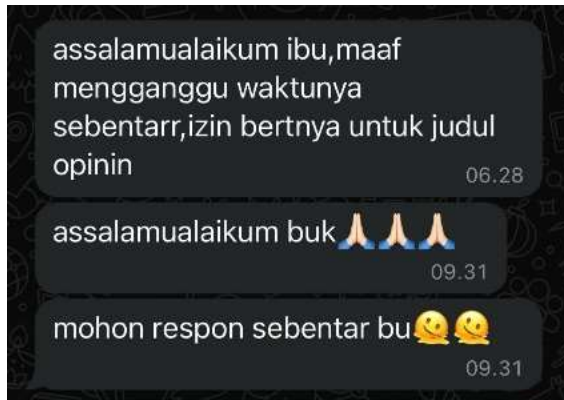 assalamualaikum ibu,maaf
mengganggu waktunya
sebentarr,izin bertnya untuk judul
opinin
06.28
assalamualaikum buk🙏🏻🙏🏻🙏🏻
09.31
mohon respon sebentar bu🫠🫠
09.31